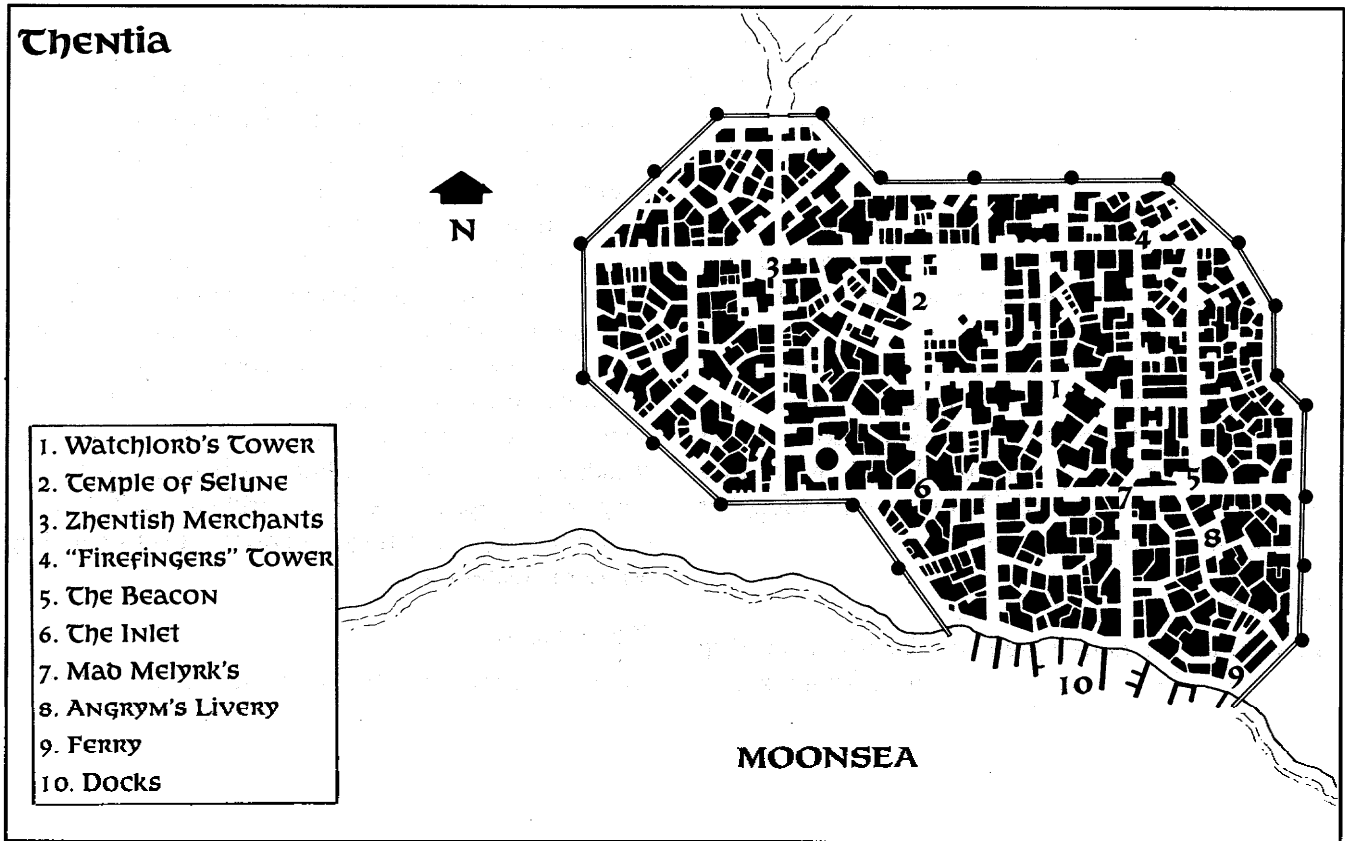 Thentia
N
3
4
2
1
6
7
5
8
9
10
1. Watchlord's Tower
2. Temple of Selune
3. Zhentish Merchants
4. "Firefingers" Tower
5. The Beacon
6. The Inlet
7. Mad Melyrk's
8. Angrym's Livery
9. Ferry
10. Docks
MOONSEA